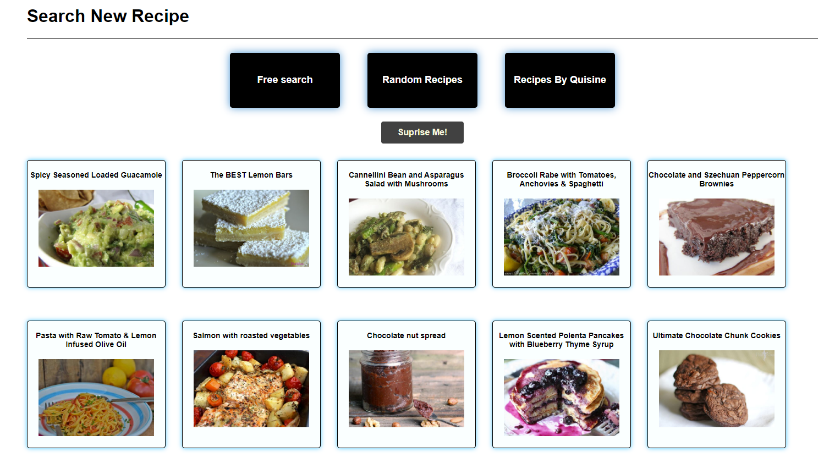 Search New Recipe
Free search
Random Recipes
Recipes By Quisine
Suprise Me!
Spicy Seasoned Loaded Guacamole
The BEST Lemon Bars
Cannellini Bean and Asparagus
Salad with Mushrooms
Broccoli Rabe with Tomatoes,
Anchovies & Spaghetti
Chocolate and Szechuan Peppercorn
Brownies
Pasta with Raw Tomato & Lemon
Infused Olive Oil
Salmon with roasted vegetables
Chocolate nut spread
Lemon Scented Polenta Pancakes
with Blueberry Thyme Syrup
Ultimate Chocolate Chunk Cookies